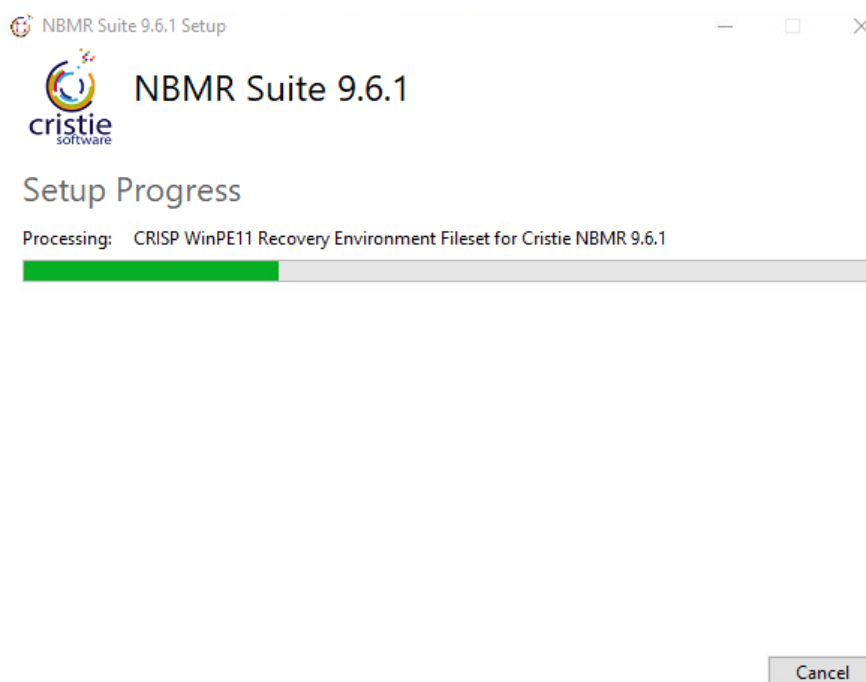 NBMR Suite 9.6.1 Setup
NBMR Suite 9.6.1
cristie
software
Setup Progress
Processing: CRISP WinPE11 Recovery Environment Fileset for Cristie NBMR 9.6.1
Cancel